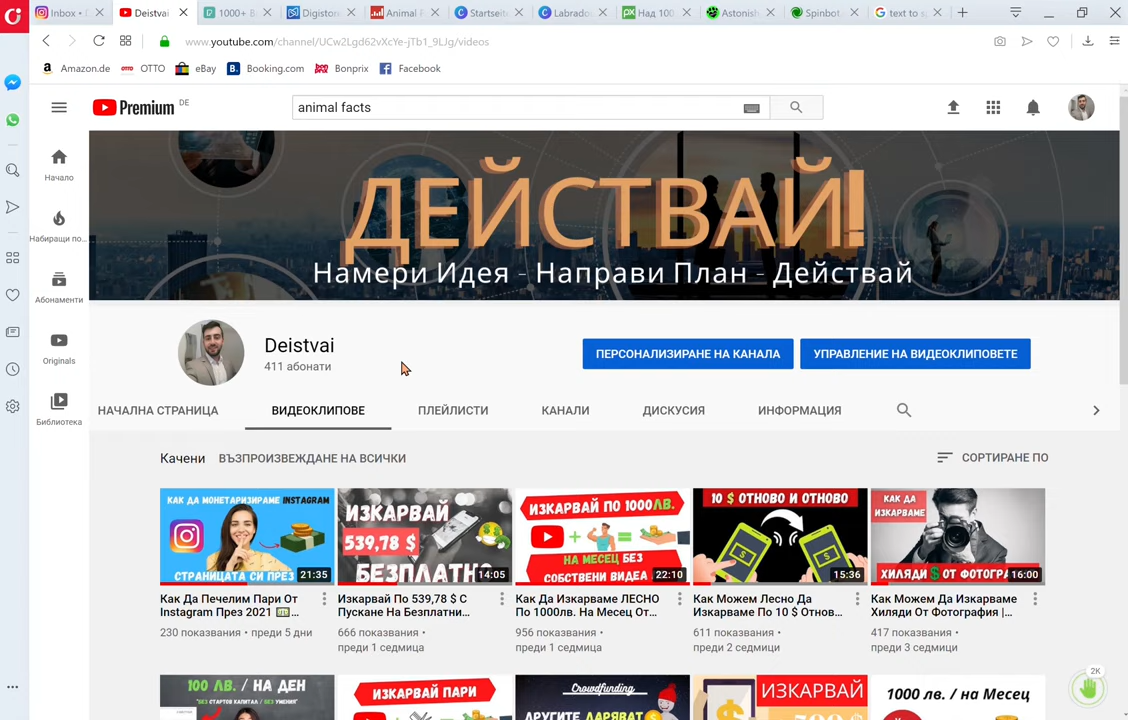 Inbox •
Deistvai
1000+ B
Digistore
Animal F
Startseite
Labrado
Над 100
Astonish
Spinbot
text to s
www.youtube.com/channel/UCw2Lgd62vXcYe-jTb1_9LJg/videos
Amazon.de
OTTO
eBay
Booking.com
Bonprix
Facebook
Premium DE
animal facts
Начало
Набиращи по...
Абонаменти
Originals
Библиотека
ДЕЙСТВАЙ!
Намери Идея - Направи План - Действай
Deistvai
411 абонати
ПЕРСОНАЛИЗИРАНЕ НА КАНАЛА
УПРАВЛЕНИЕ НА ВИДЕОКЛИПОВЕТЕ
НАЧАЛНА СТРАНИЦА
ВИДЕОКЛИПОВЕ
ПЛЕЙЛИСТИ
КАНАЛИ
ДИСКУСИЯ
ИНФОРМАЦИЯ
Качени
ВЪЗПРОИЗВЕЖДАНЕ НА ВСИЧКИ
СОРТИРАНЕ ПО
КАК ДА МОНЕТАРИЗИРАМЕ INSTAGRAM
СТРАНИЦАТА СИ ПРЕЗ
21:35
Как Да Печелим Пари От
Instagram През 2021 💵...
230 показвания • преди 5 дни
ИЗКАРВАЙ
539,78 $
БЕЗПЛАТН
14:05
Изкарвай По 539,78 $ С
Пускане На Безплатни...
666 показвания •
преди 1 седмица
ИЗКАРВАЙ ПО 1000ЛВ.
НА МЕСЕЦ БЕЗ
СОБСТВЕНИ ВИДЕА
22:10
Как Да Изкарваме ЛЕСНО
По 1000лв. На Месец От...
956 показвания •
преди 1 седмица
10 $ ОТНОВО И ОТНОВО
15:36
Как Можем Лесно Да
Изкарваме По 10 $ Отнов...
611 показвания •
преди 2 седмици
КАК ДА
ИЗКАРВАМЕ
ХИЛЯДИ $ ОТ ФОТОГРА
16:00
Как Можем Да Изкарваме
Хиляди От Фотография |...
417 показвания •
преди 3 седмици
100 ЛВ. / НА ДЕН
БЕЗ СТАРТОВ КАПИТАЛ / БЕЗ УМЕНИЯ
ИЗКАРВАЙ ПАРИ
Crowdfunding
ДРУГИТЕ ДАРЯВАТ
ИЗКАРВАЙ
1000 лв. / на Месец
2K